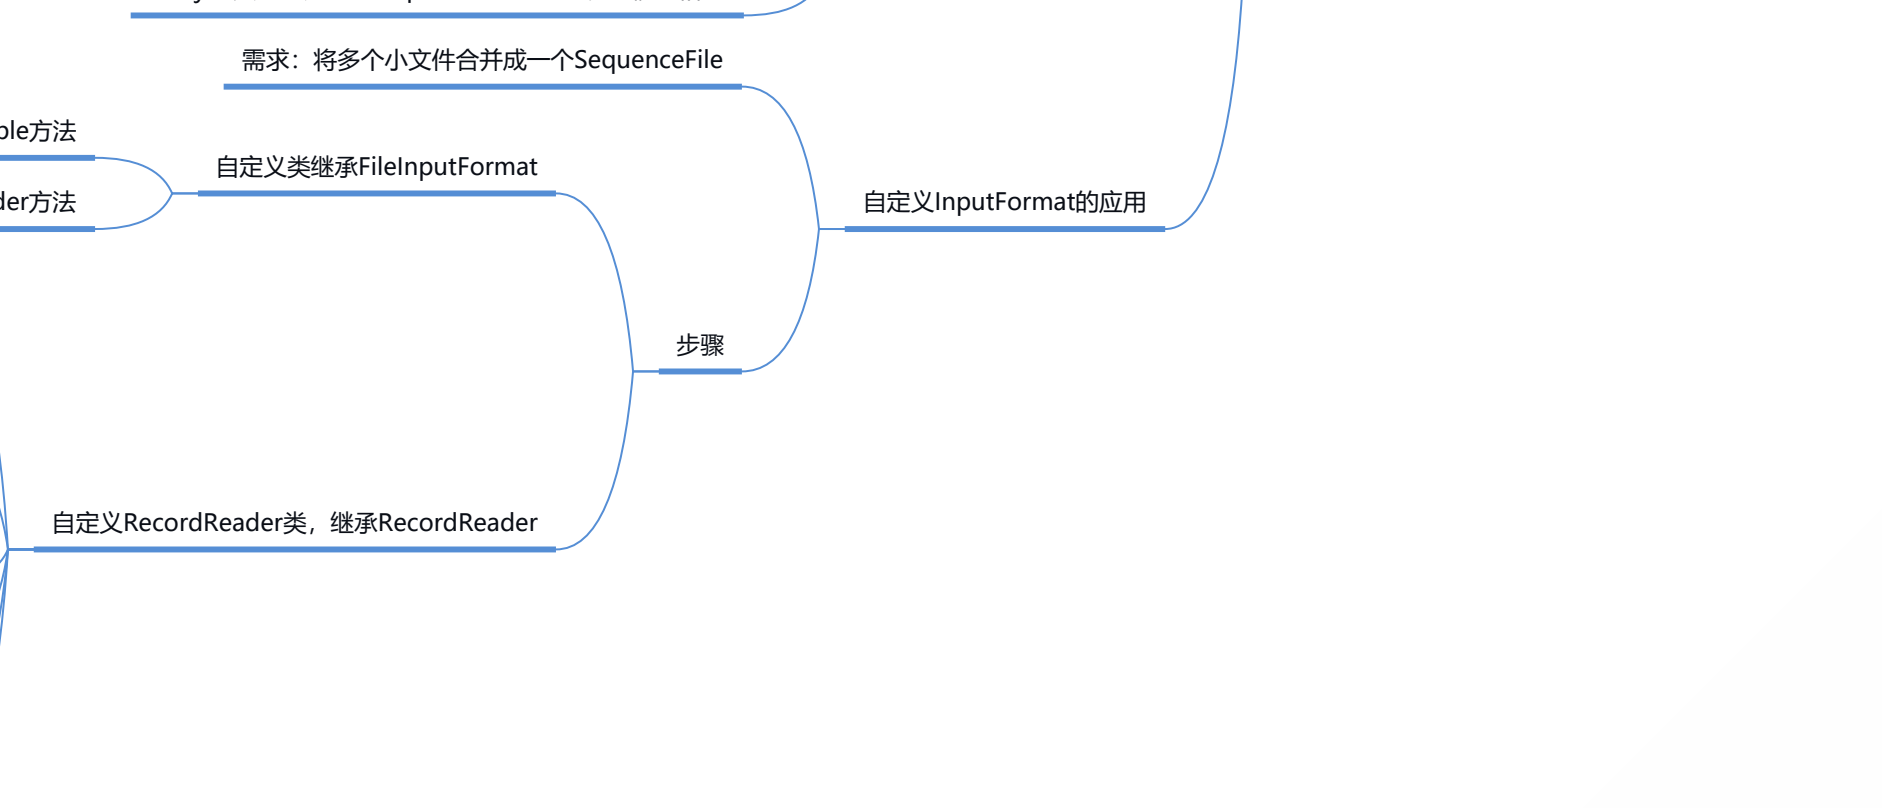 需求：将多个小文件合并成一个SequenceFile
ple方法
自定义类继承FileInputFormat
der方法
自定义InputFormat的应用
步骤
自定义RecordReader类，继承RecordReader